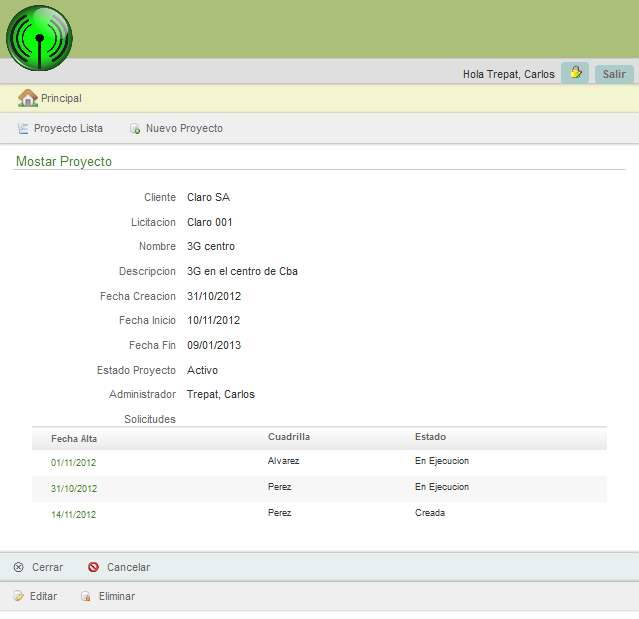 Hola Trepat, Carlos Salir
Principal
Proyecto Lista Nuevo Proyecto
Mostar Proyecto
Cliente Claro SA
Licitacion Claro 001
Nombre 3G centro
Descripcion 3G en el centro de Cba
Fecha Creacion 31/10/2012
Fecha Inicio 10/11/2012
Fecha Fin 09/01/2013
Estado Proyecto Activo
Administrador Trepat, Carlos
Solicitudes
Fecha Alta Cuadrilla Estado
01/11/2012 Alvarez En Ejecucion
31/10/2012 Perez En Ejecucion
14/11/2012 Perez Creada
Cerrar Cancelar
Editar Eliminar